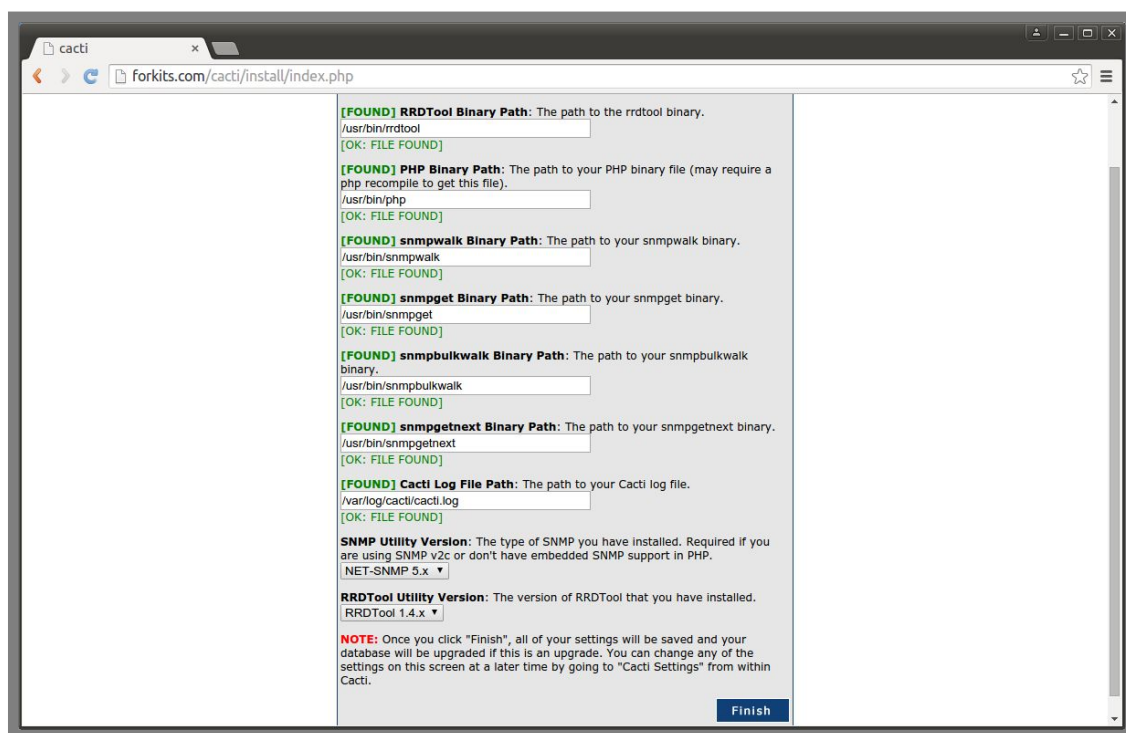 cacti
forkits.com/cacti/install/index.php
[FOUND] RRDTool Binary Path: The path to the rrdtool binary.
/usr/bin/rrdtool
[OK: FILE FOUND]
[FOUND] PHP Binary Path: The path to your PHP binary file (may require a
php recompile to get this file).
/usr/bin/php
[OK: FILE FOUND]
[FOUND] snmpwalk Binary Path: The path to your snmpwalk binary.
/usr/bin/snmpwalk
[OK: FILE FOUND]
[FOUND] snmpget Binary Path: The path to your snmpget binary.
/usr/bin/snmpget
[OK: FILE FOUND]
[FOUND] snmpbulkwalk Binary Path: The path to your snmpbulkwalk
binary.
/usr/bin/snmpbulkwalk
[OK: FILE FOUND]
[FOUND] snmpgetnext Binary Path: The path to your snmpgetnext binary.
/usr/bin/snmpgetnext
[OK: FILE FOUND]
[FOUND] Cacti Log File Path: The path to your Cacti log file.
/var/log/cacti/cacti.log
[OK: FILE FOUND]
SNMP Utility Version: The type of SNMP you have installed. Required if you
are using SNMP v2c or don't have embedded SNMP support in PHP.
NET-SNMP 5.x
RRDTool Utility Version: The version of RRDTool that you have installed.
RRDTool 1.4.x
NOTE: Once you click "Finish", all of your settings will be saved and your
database will be upgraded if this is an upgrade. You can change any of the
settings on this screen at a later time by going to "Cacti Settings" from within
Cacti.
Finish